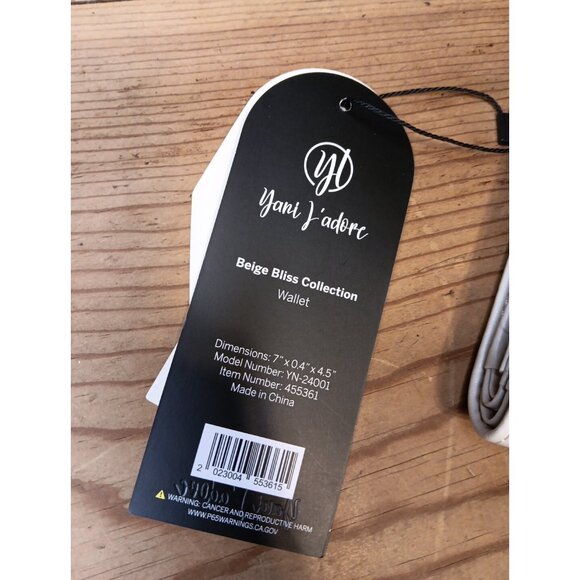 YJ
Yani J'adore
Beige Bliss Collection
Wallet
Dimensions: 7" x 0.4" x 4.5"
Model Number: YN-24001
Item Number: 455361
Made in China
2 023004 553615
WARNING: CANCER AND REPRODUCTIVE HARM
WWW.P65WARNINGS.CA.GOV